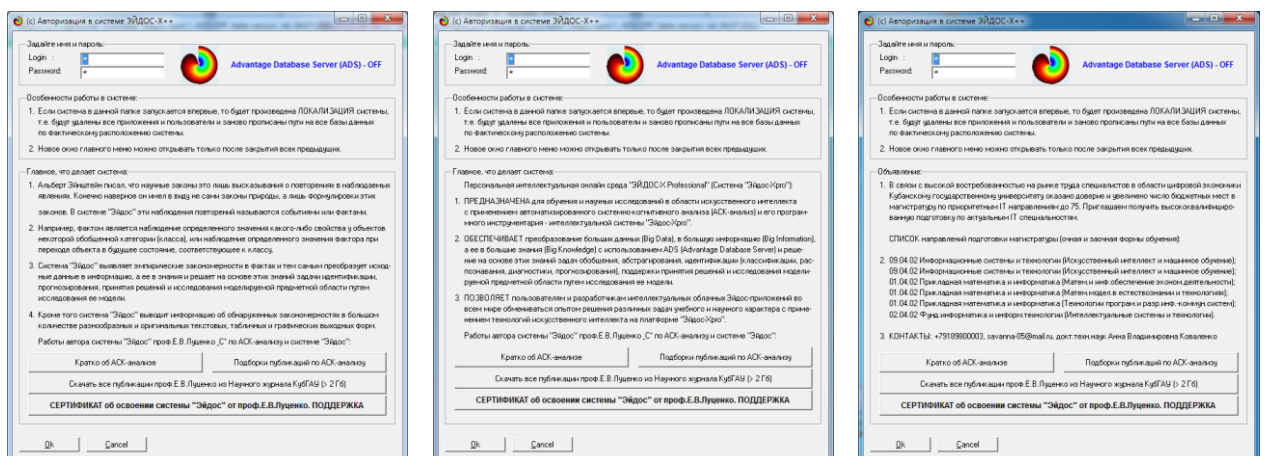 (c) Авторизация в системе ЭЙДОС-X++
Задайте имя и пароль:
Login :
*
Password:
*
Advantage Database Server (ADS) - OFF
Особенности работы в системе:
1. Если система в данной папке запускается впервые, то будет произведена ЛОКАЛИЗАЦИЯ системы,
т.е. будут удалены все приложения и пользователи и заново прописаны пути на все базы данных
по фактическому расположению системы.
2. Новое окно главного меню можно открывать только после закрытия всех предыдущих.
Главное, что делает система:
1. Альберт Эйнштейн писал, что научные законы это лишь высказывания о повторениях в наблюдаемых
явлениях. Конечно наверное он имел в виду не сами законы природы, а лишь формулировки этих
законов. В системе "Эйдос" эти наблюдения повторений называются событиями или фактами.
2. Например, фактом является наблюдение определенного значения какого-либо свойства у объектов
некоторой обобщенной категории (класса), или наблюдение определенного значения фактора при
переходе объекта в будущее состояние, соответствующее классу.
3. Система "Эйдос" выявляет эмпирические закономерности в фактах и тем самым преобразует исход-
ные данные в информацию, а ее в знания и решает на основе этих знаний задачи идентификации,
прогнозирования, принятия решений и исследования моделируемой предметной области путем
исследования ее модели.
4. Кроме того система "Эйдос" выводит информацию об обнаруженных закономерностях в большом
количестве разнообразных и оригинальных текстовых, табличных и графических выходных форм.
Работы автора системы "Эйдос" проф.Е.В.Луценко „С" по АСК-анализу и системе "Эйдос":
Кратко об АСК-анализе
Подборки публикаций по АСК-анализу
Скачать все публикации проф.Е.В.Луценко из Научного журнала КубГАУ (> 2 Гб)
СЕРТИФИКАТ об освоении системы "Эйдос" от проф.Е.В.Луценко. ПОДДЕРЖКА
Ok
Cancel
(c) Авторизация в системе ЭЙДОС-X++
Задайте имя и пароль:
Login :
*
Password:
*
Advantage Database Server (ADS) - OFF
Особенности работы в системе:
1. Если система в данной папке запускается впервые, то будет произведена ЛОКАЛИЗАЦИЯ системы,
т.е. будут удалены все приложения и пользователи и заново прописаны пути на все базы данных
по фактическому расположению системы.
2. Новое окно главного меню можно открывать только после закрытия всех предыдущих.
Главное, что делает система:
Персональная интеллектуальная онлайн среда "ЭЙДОС-X Professional" (Система "Эйдос-Xpro"):
1. ПРЕДНАЗНАЧЕНА для обучения и научных исследований в области искусственного интеллекта
с применением автоматизированного системно-когнитивного анализа (АСК-анализ) и его програм-
много инструментария - интеллектуальной системы "Эйдос-Xpro".
2. ОБЕСПЕЧИВАЕТ преобразование больших данных (Big Data), в большую информацию (Big Information),
а ее в большие знания (Big Knowledge) с использованием ADS (Advantage Database Server) и реше-
ние на основе этих знаний задач обобщения, абстрагирования, идентификации (классификации, рас-
познавания, диагностики, прогнозирования), поддержки принятия решений и исследования модели-
руемой предметной области путем исследования ее модели.
3. ПОЗВОЛЯЕТ пользователям и разработчикам интеллектуальных облачных Эйдос-приложений во
всем мире обмениваться опытом решения различных задач учебного и научного характера с приме-
нением технологий искусственного интеллекта на платформе "Эйдос-Xpro".
Работы автора системы "Эйдос" проф.Е.В.Луценко „С" по АСК-анализу и системе "Эйдос":
Кратко об АСК-анализе
Подборки публикаций по АСК-анализу
Скачать все публикации проф.Е.В.Луценко из Научного журнала КубГАУ (> 2 Гб)
СЕРТИФИКАТ об освоении системы "Эйдос" от проф.Е.В.Луценко. ПОДДЕРЖКА
Ok
Cancel
(c) Авторизация в системе ЭЙДОС-X++
Задайте имя и пароль:
Login :
*
Password:
*
Advantage Database Server (ADS) - OFF
Особенности работы в системе:
1. Если система в данной папке запускается впервые, то будет произведена ЛОКАЛИЗАЦИЯ системы,
т.е. будут удалены все приложения и пользователи и заново прописаны пути на все базы данных
по фактическому расположению системы.
2. Новое окно главного меню можно открывать только после закрытия всех предыдущих.
Объявление:
1. В связи с высокой востребованностью на рынке труда специалистов в области цифровой экономики
Кубанскому государственному университету оказано доверие и увеличено число бюджетных мест в
магистратуру по приоритетным IT направлениям до 75. Приглашаем получить высококвалифициро-
ванную подготовку по актуальным IT специальностям.
СПИСОК направлений подготовки магистратуры (очная и заочная формы обучения):
2. 09.04.02 Информационные системы и технологии (Искусственный интеллект и машинное обучение);
09.04.02 Информационные системы и технологии (Искусственный интеллект и машинное обучение);
01.04.02 Прикладная математика и информатика (Матем.и инф.обеспечение эконом.деятельности);
01.04.02 Прикладная математика и информатика (Матем.модел.в естествознании и технологиях);
01.04.02 Прикладная математика и информатика (Технологии програм.и разр.инф.-коммун.систем);
02.04.02 Фунд.информатика и информ.технологии (Интеллектуальные системы и технологии).
3. КОНТАКТЫ: +79189800003, savanna-05@mail.ru, докт.техн.наук Анна Владимировна Коваленко
Кратко об АСК-анализе
Подборки публикаций по АСК-анализу
Скачать все публикации проф.Е.В.Луценко из Научного журнала КубГАУ (> 2 Гб)
СЕРТИФИКАТ об освоении системы "Эйдос" от проф.Е.В.Луценко. ПОДДЕРЖКА
Ok
Cancel